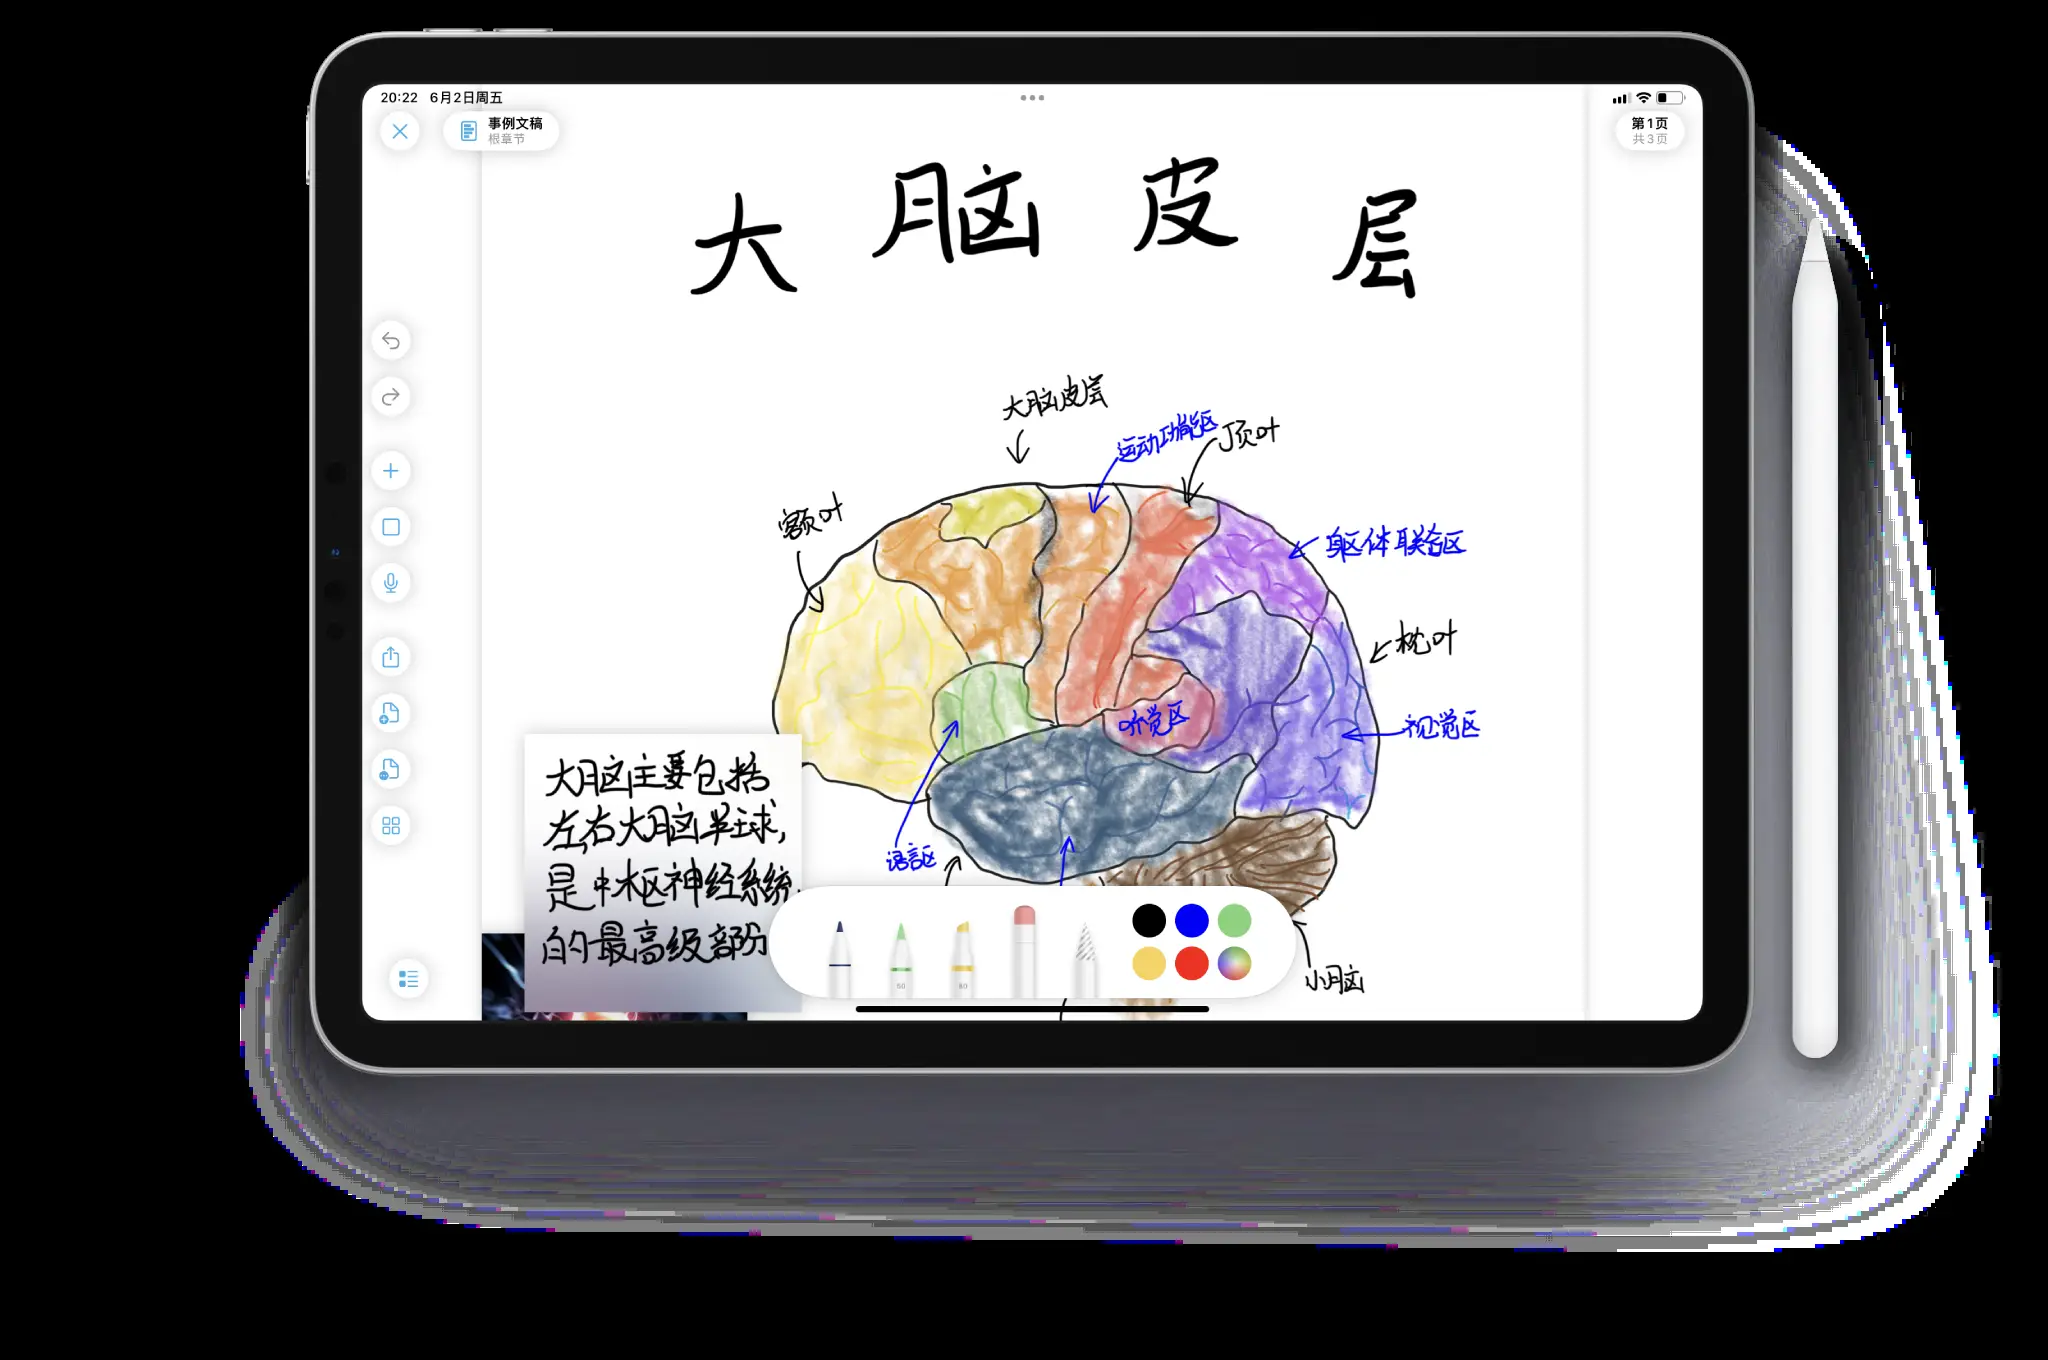 20:22 6月2日周五
事例文稿
根章节
第1页
共3页
大脑皮层
大脑皮层
运动功能区
顶叶
额叶
躯体联合区
枕叶
听觉区
视觉区
语言区
大脑主要包括
左右大脑半球,
是中枢神经系统
的最高级部分
50
80
小脑